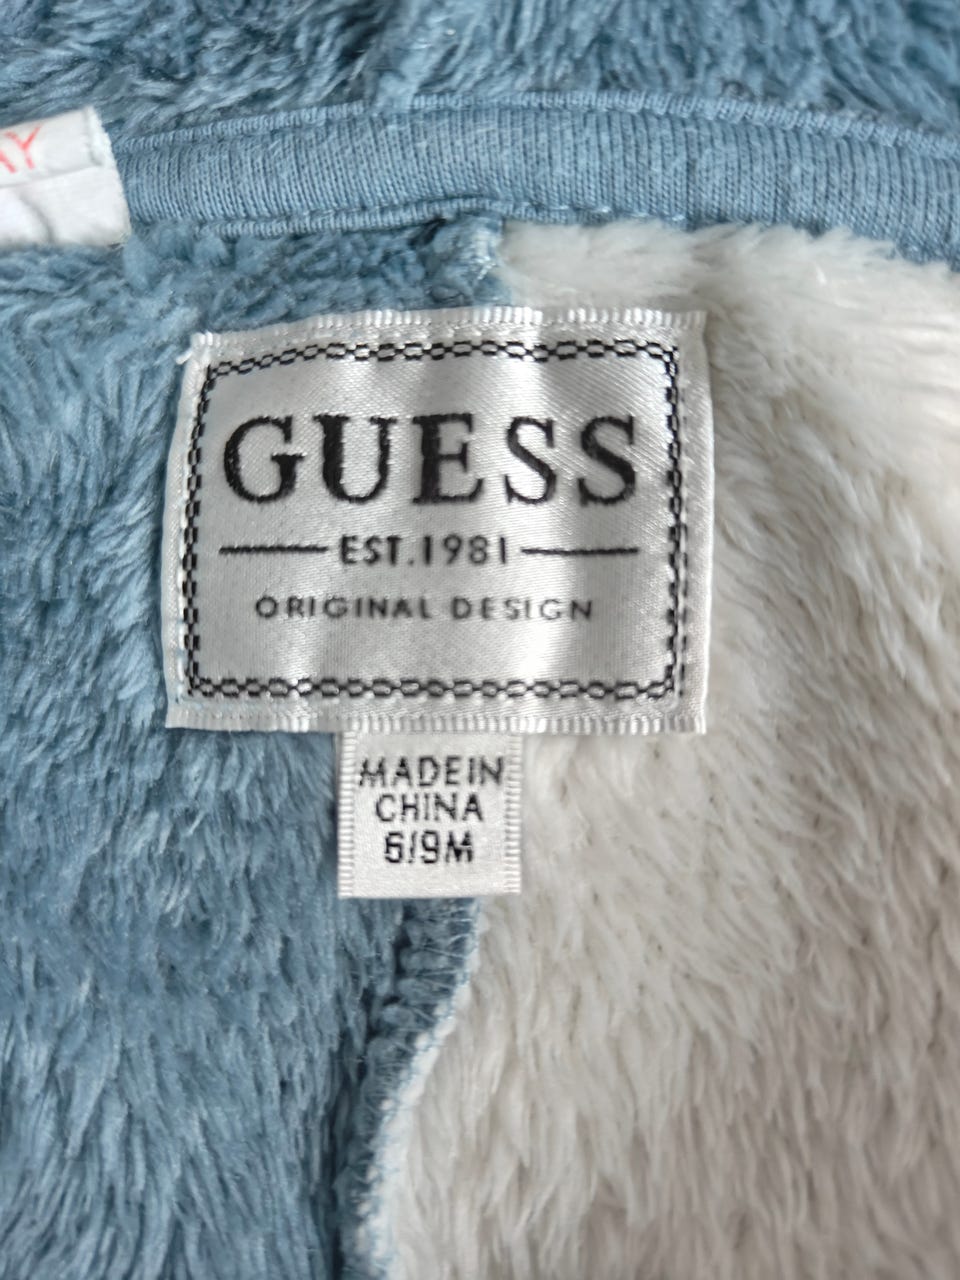 GUESS
EST.1981
ORIGINAL DESIGN
MADE IN
CHINA
6/9M